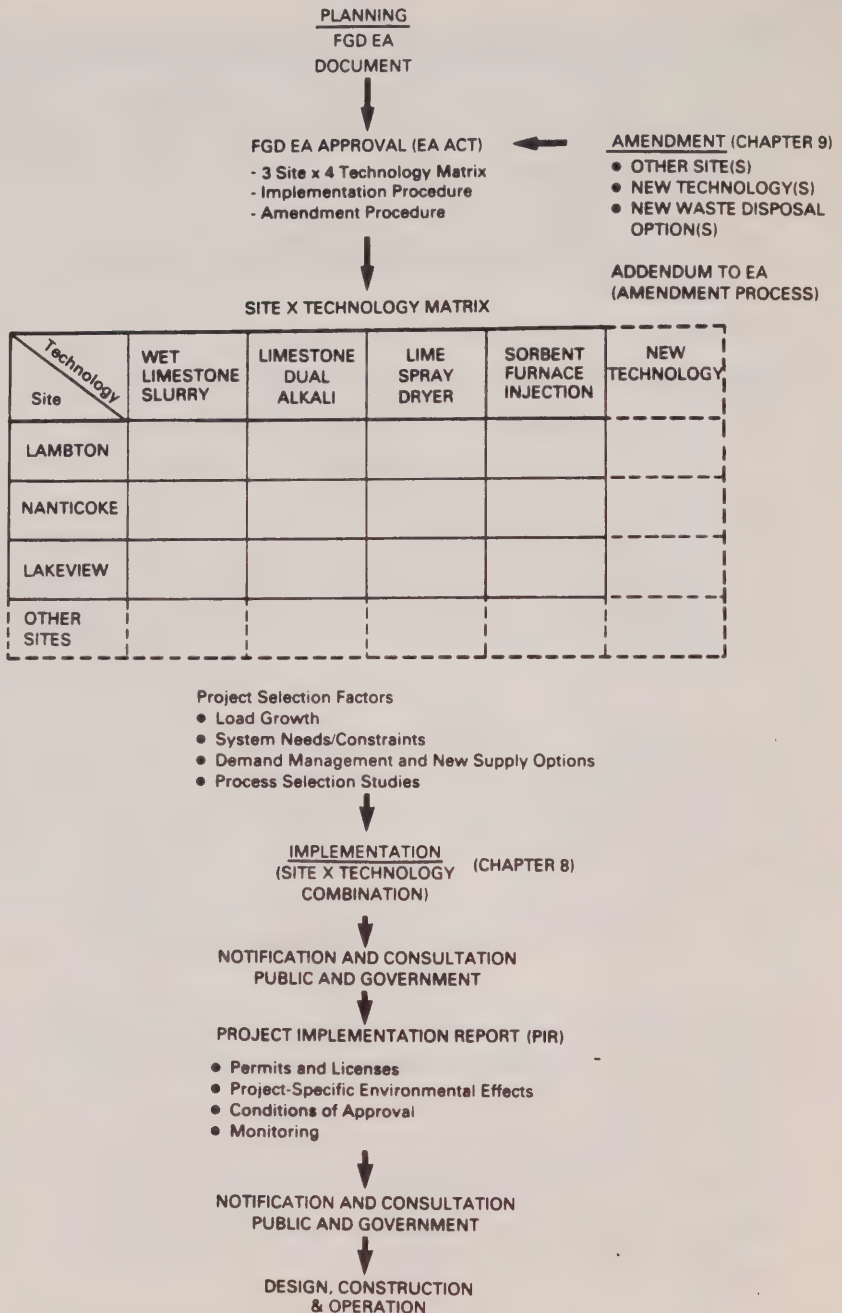 PLANNING
FGD EA
DOCUMENT
FGD EA APPROVAL (EA ACT)
- 3 Site x 4 Technology Matrix
- Implementation Procedure
- Amendment Procedure
AMENDMENT (CHAPTER 9)
● OTHER SITE(S)
● NEW TECHNOLOGY(S)
● NEW WASTE DISPOSAL
OPTION(S)
ADDENDUM TO EA
(AMENDMENT PROCESS)
SITE X TECHNOLOGY MATRIX
Technology
Site
WET
LIMESTONE
SLURRY
LIMESTONE
DUAL
ALKALI
LIME
SPRAY
DRYER
SORBENT
FURNACE
INJECTION
NEW
TECHNOLOGY
LAMBTON
NANTICOKE
LAKEVIEW
OTHER
SITES
Project Selection Factors
● Load Growth
● System Needs/Constraints
● Demand Management and New Supply Options
● Process Selection Studies
IMPLEMENTATION
(SITE X TECHNOLOGY (CHAPTER 8)
COMBINATION)
NOTIFICATION AND CONSULTATION
PUBLIC AND GOVERNMENT
PROJECT IMPLEMENTATION REPORT (PIR)
● Permits and Licenses
● Project-Specific Environmental Effects
● Conditions of Approval
● Monitoring
NOTIFICATION AND CONSULTATION
PUBLIC AND GOVERNMENT
DESIGN, CONSTRUCTION
& OPERATION